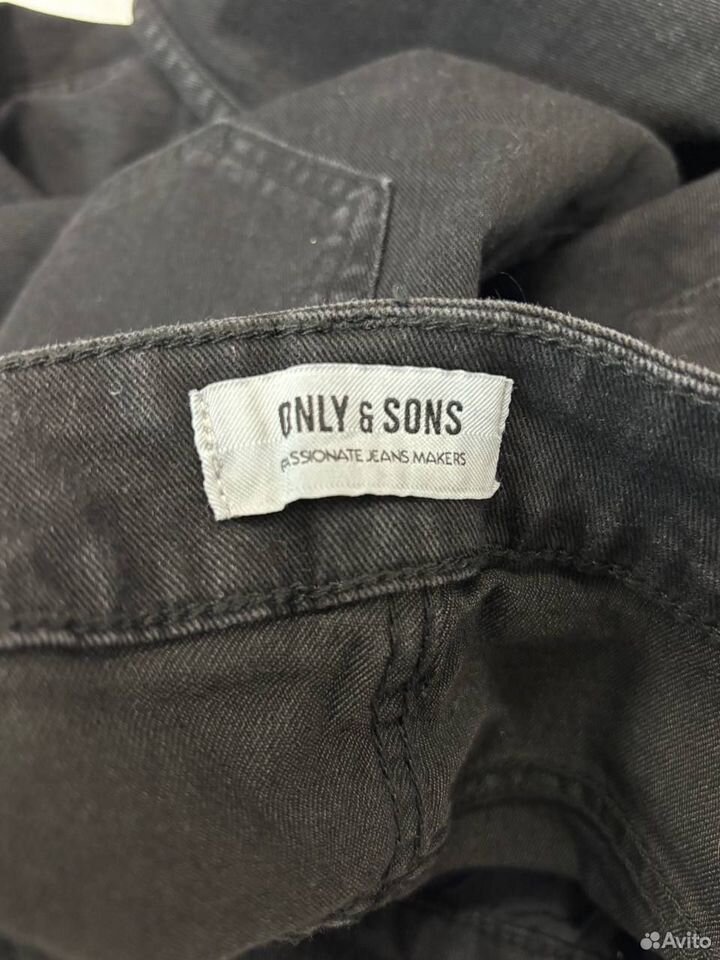 ONLY & SONS
PASSIONATE JEANS MAKERS
Avito